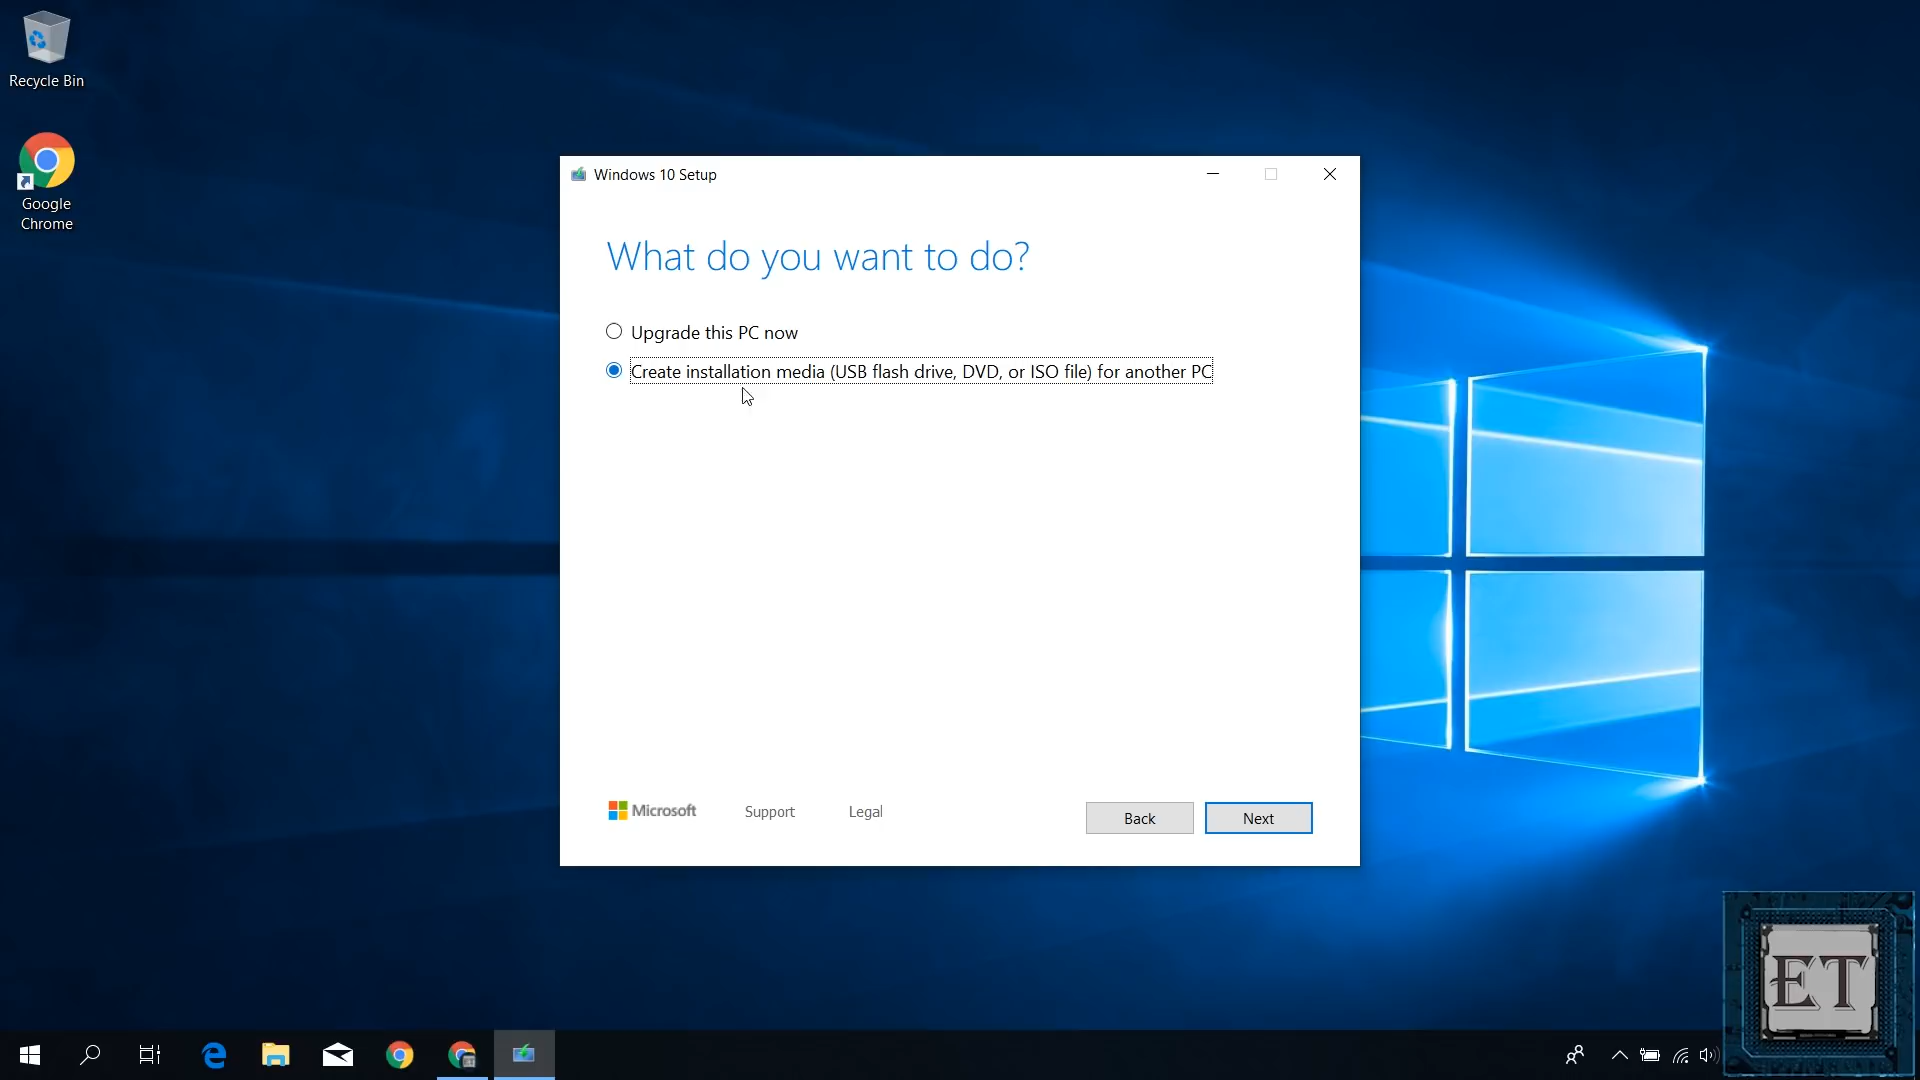 Recycle Bin
Google
Chrome
Windows 10 Setup
What do you want to do?
Upgrade this PC now
Create installation media (USB flash drive, DVD, or ISO file) for another PC
Microsoft
Support
Legal
Back
Next
ET